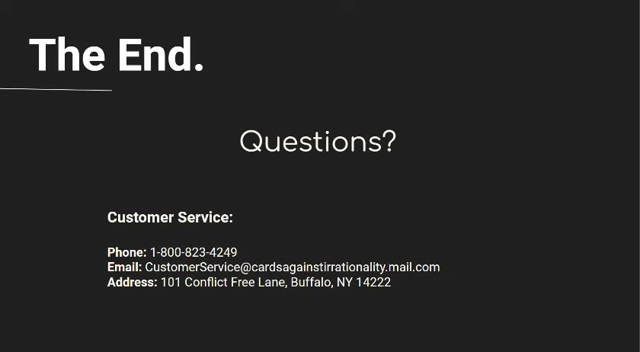 The End.
Questions?
Customer Service:
Phone: 1-800-823-4249
Email: CustomerService@cardsagainstirrationality.mail.com
Address: 101 Conflict Free Lane, Buffalo, NY 14222